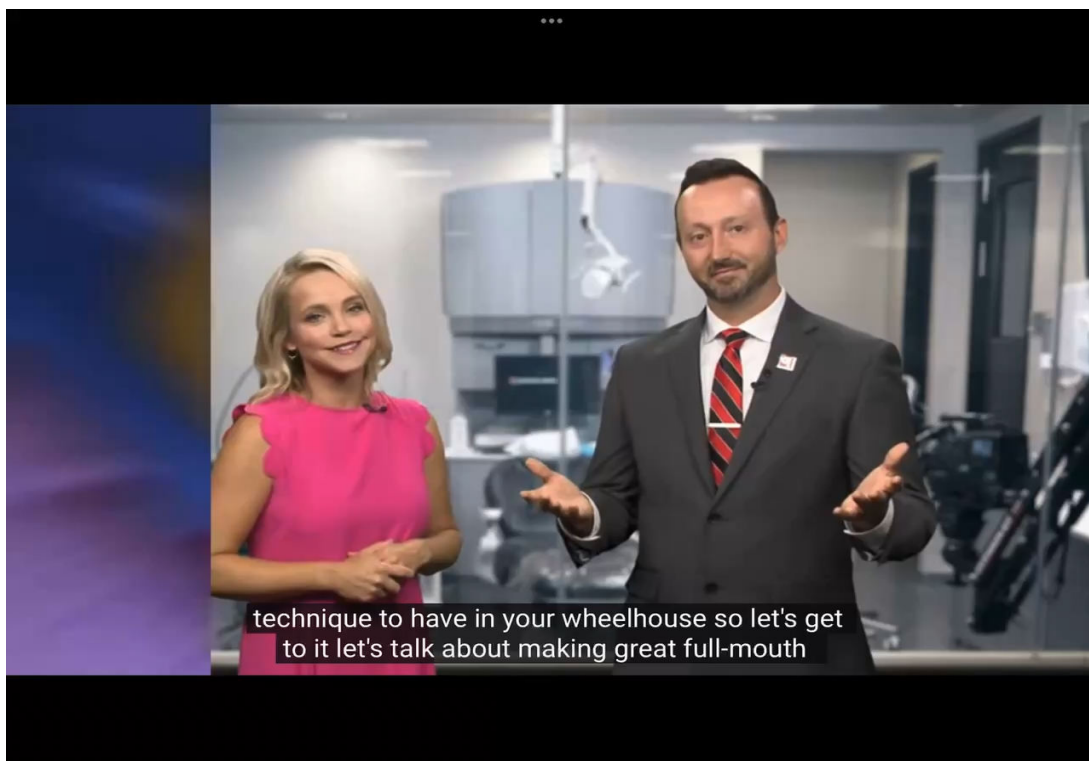 technique to have in your wheelhouse so let's get
to it let's talk about making great full-mouth